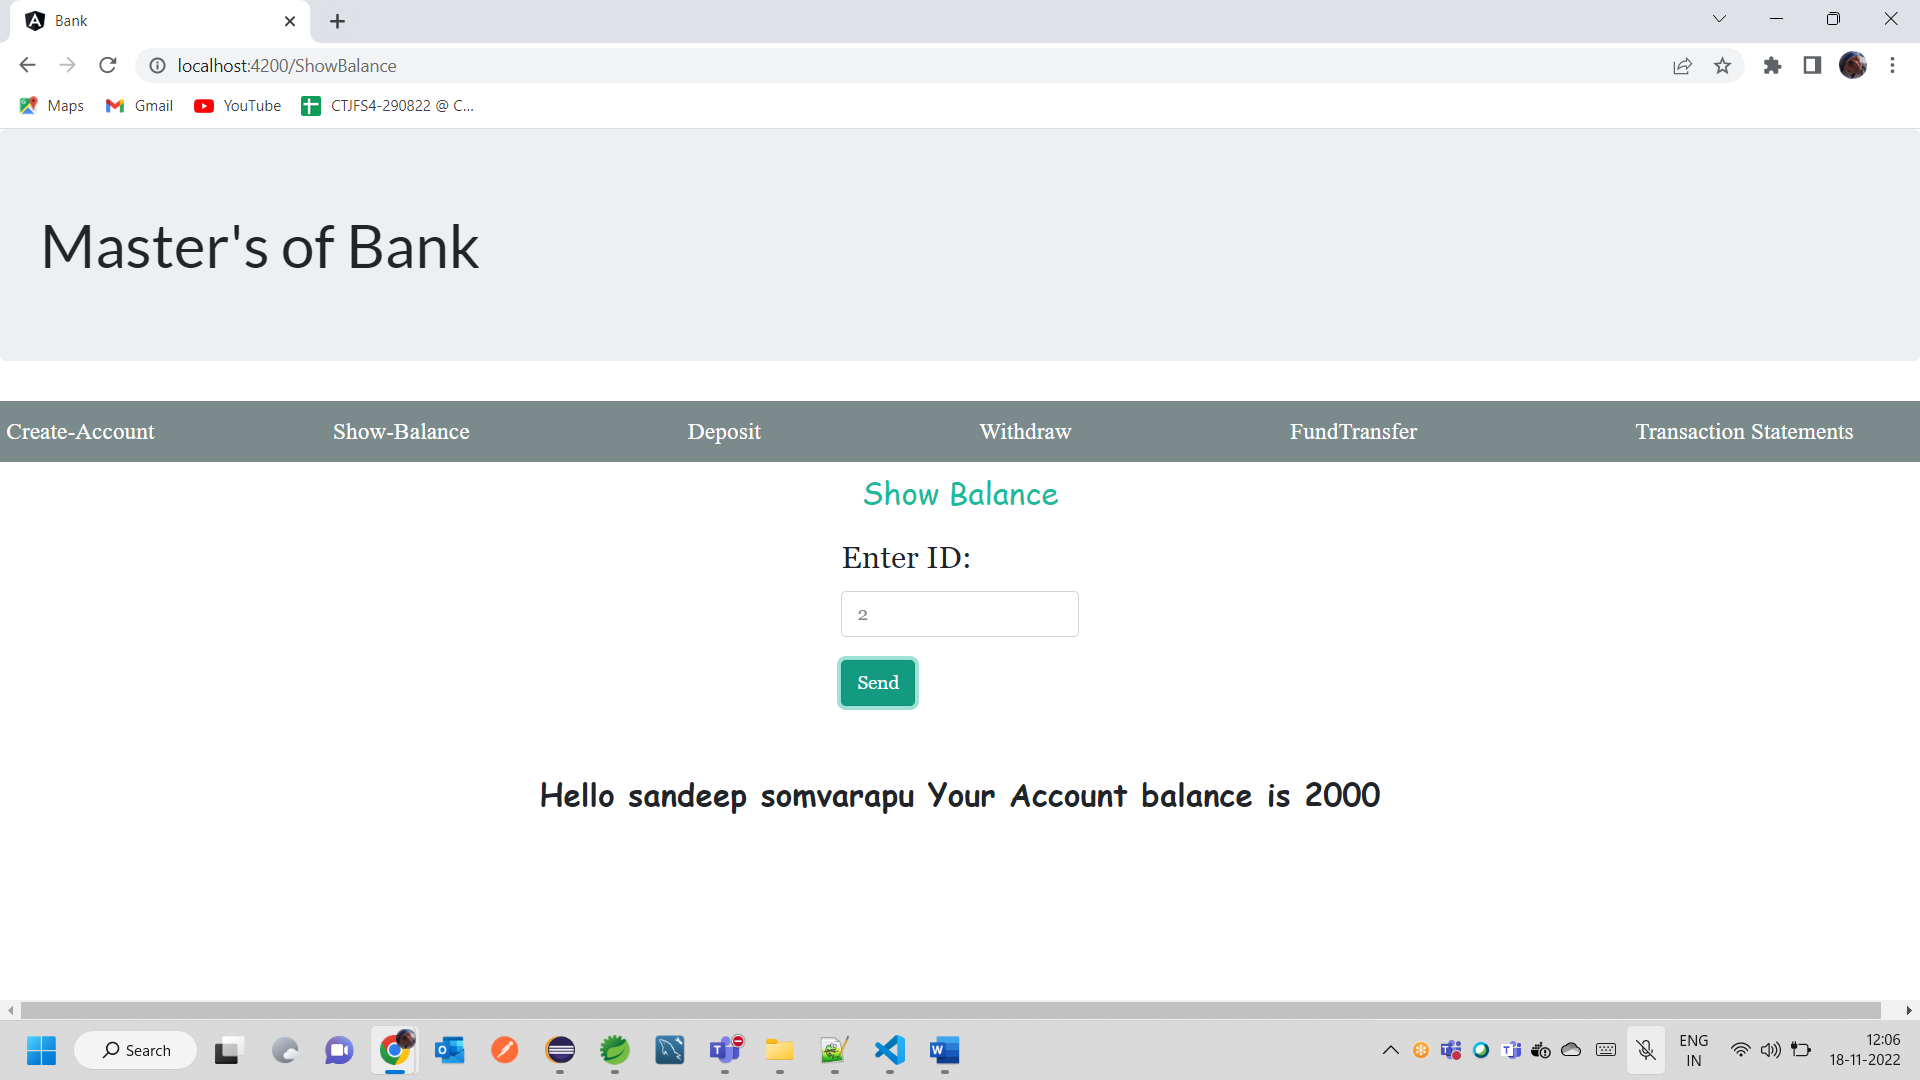 Bank
localhost:4200/ShowBalance
Maps Gmail YouTube CTJFS4-290822 @ C...
Master's of Bank
Create-Account Show-Balance Deposit Withdraw FundTransfer Transaction Statements
Show Balance
Enter ID:
2
Send
Hello sandeep somvarapu Your Account balance is 2000
Search
ENG
IN
12:06
18-11-2022